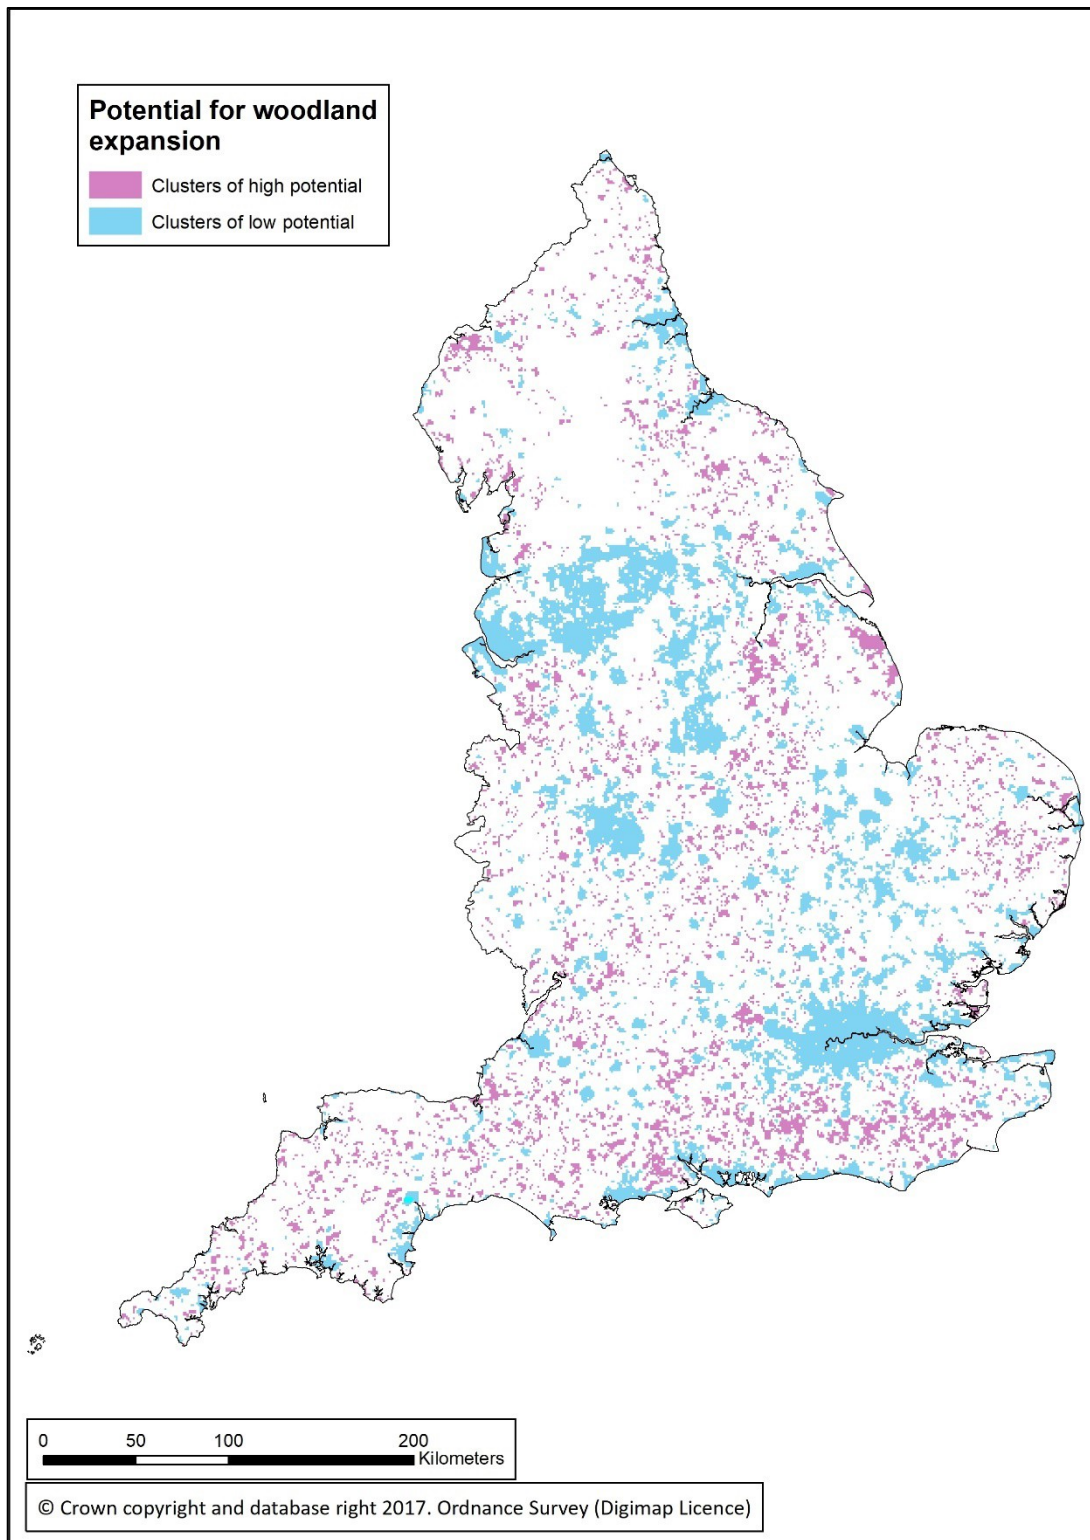 Potential for woodland
expansion
Clusters of high potential
Clusters of low potential
0 50 100 200
Kilometers
© Crown copyright and database right 2017. Ordnance Survey (Digimap Licence)